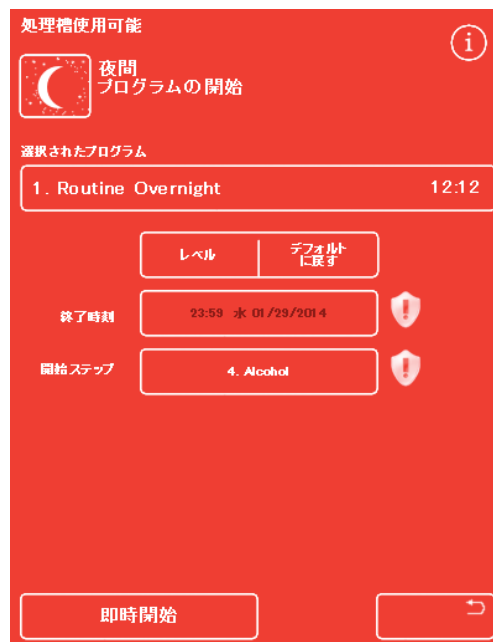 処理槽使用可能
夜間
プログラムの開始
選択されたプログラム
1. Routine Overnight 12:12
レベル
デフォルト
に戻す
終了時刻
23:59 水 01/29/2014
開始ステップ
4. Alcohol
即時開始